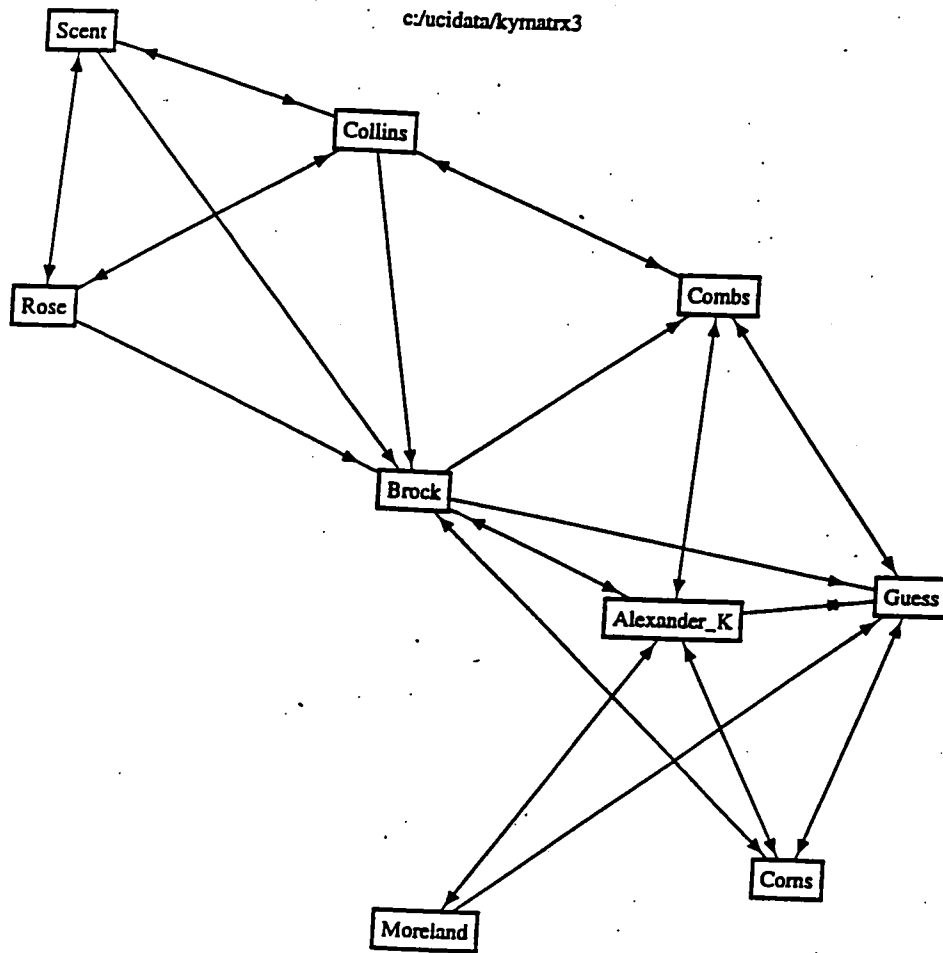 c:/ucidata/kymatrx3
Scent
Collins
Rose
Combs
Brock
Guess
Alexander_K
Corns
Moreland